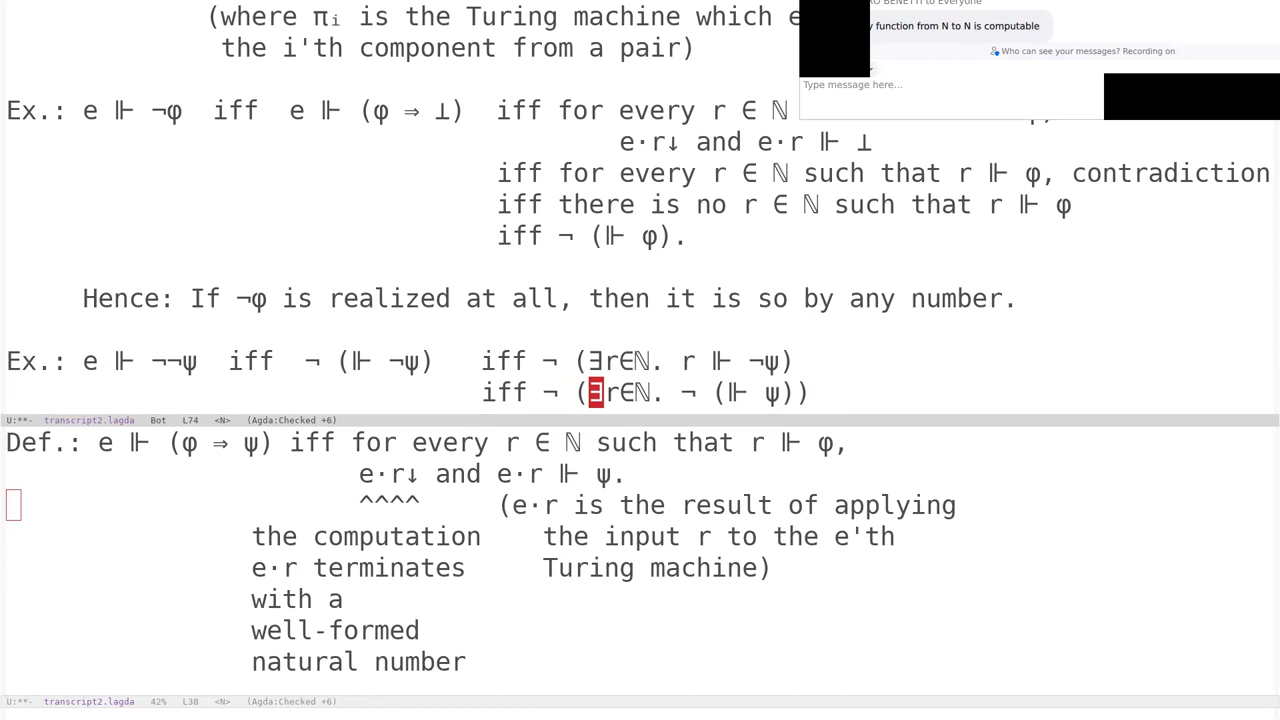 (where πᵢ is the Turing machine which e
the i'th component from a pair)
to Everyone
function from N to N is computable
Who can see your messages? Recording on
Type message here...
Ex.: e ⊩ ¬φ  iff  e ⊩ (φ ⇒ ⊥)  iff for every r ∈ ℕ
e·r↓ and e·r ⊩ ⊥
iff for every r ∈ ℕ such that r ⊩ φ, contradiction
iff there is no r ∈ ℕ such that r ⊩ φ
iff ¬ (⊩ φ).
Hence: If ¬φ is realized at all, then it is so by any number.
Ex.: e ⊩ ¬¬ψ  iff  ¬ (⊩ ¬ψ)  iff ¬ (∃r∈ℕ. r ⊩ ¬ψ)
iff ¬ (∃r∈ℕ. ¬ (⊩ ψ))
U:**-  transcript2.lagda  Bot  L74  <N>  (Agda:Checked +6)
Def.: e ⊩ (φ ⇒ ψ) iff for every r ∈ ℕ such that r ⊩ φ,
e·r↓ and e·r ⊩ ψ.
^^^^  (e·r is the result of applying
the computation  the input r to the e'th
e·r terminates  Turing machine)
with a
well-formed
natural number
U:**-  transcript2.lagda  42%  L38  <N>  (Agda:Checked +6)